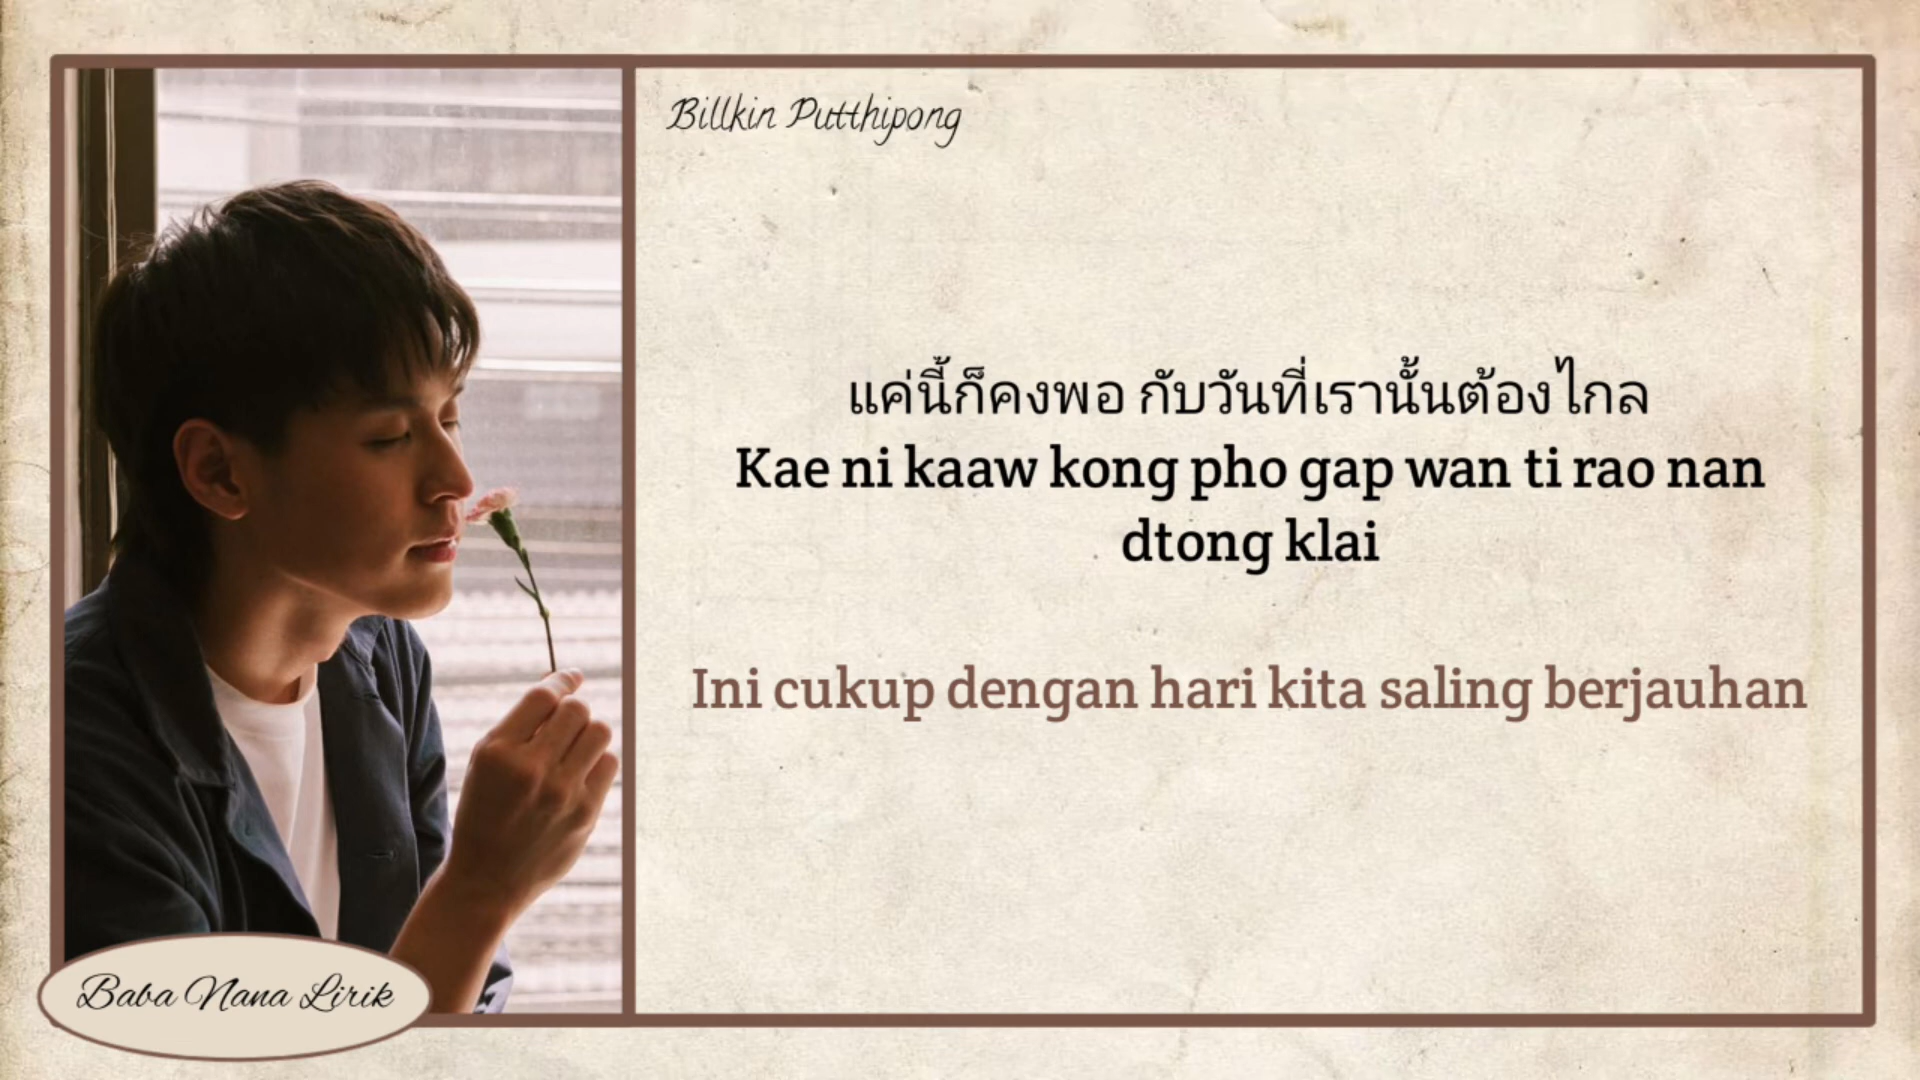 Billkin Putthipong
แค่นี้ก็คงพอ กับวันที่เรานั้นต้องไกล
Kae ni kaaw kong pho gap wan ti rao nan
dtong klai
Ini cukup dengan hari kita saling berjauhan
Baba Nana Lirik